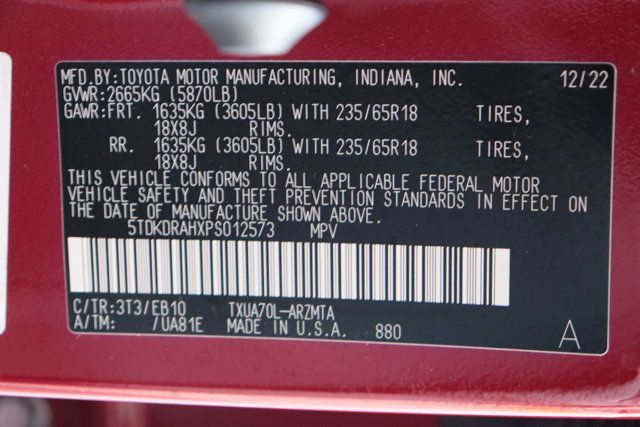 MFD.BY:TOYOTA MOTOR MANUFACTURING, INDIANA, INC. 12/22
GVWR:2665KG (5870LB)
GAWR:FRT. 1635KG (3605LB) WITH 235/65R18 TIRES,
18X8J RIMS.
RR. 1635KG (3605LB) WITH 235/65R18 TIRES,
18X8J RIMS.
THIS VEHICLE CONFORMS TO ALL APPLICABLE FEDERAL MOTOR
VEHICLE SAFETY AND THEFT PREVENTION STANDARDS IN EFFECT ON
THE DATE OF MANUFACTURE SHOWN ABOVE.
5TDKDRAHXPS012573 MPV
C/TR:3T3/EB10 TXUA70L-ARZMTA
A/TM: /UA81E MADE IN U.S.A. 880 A